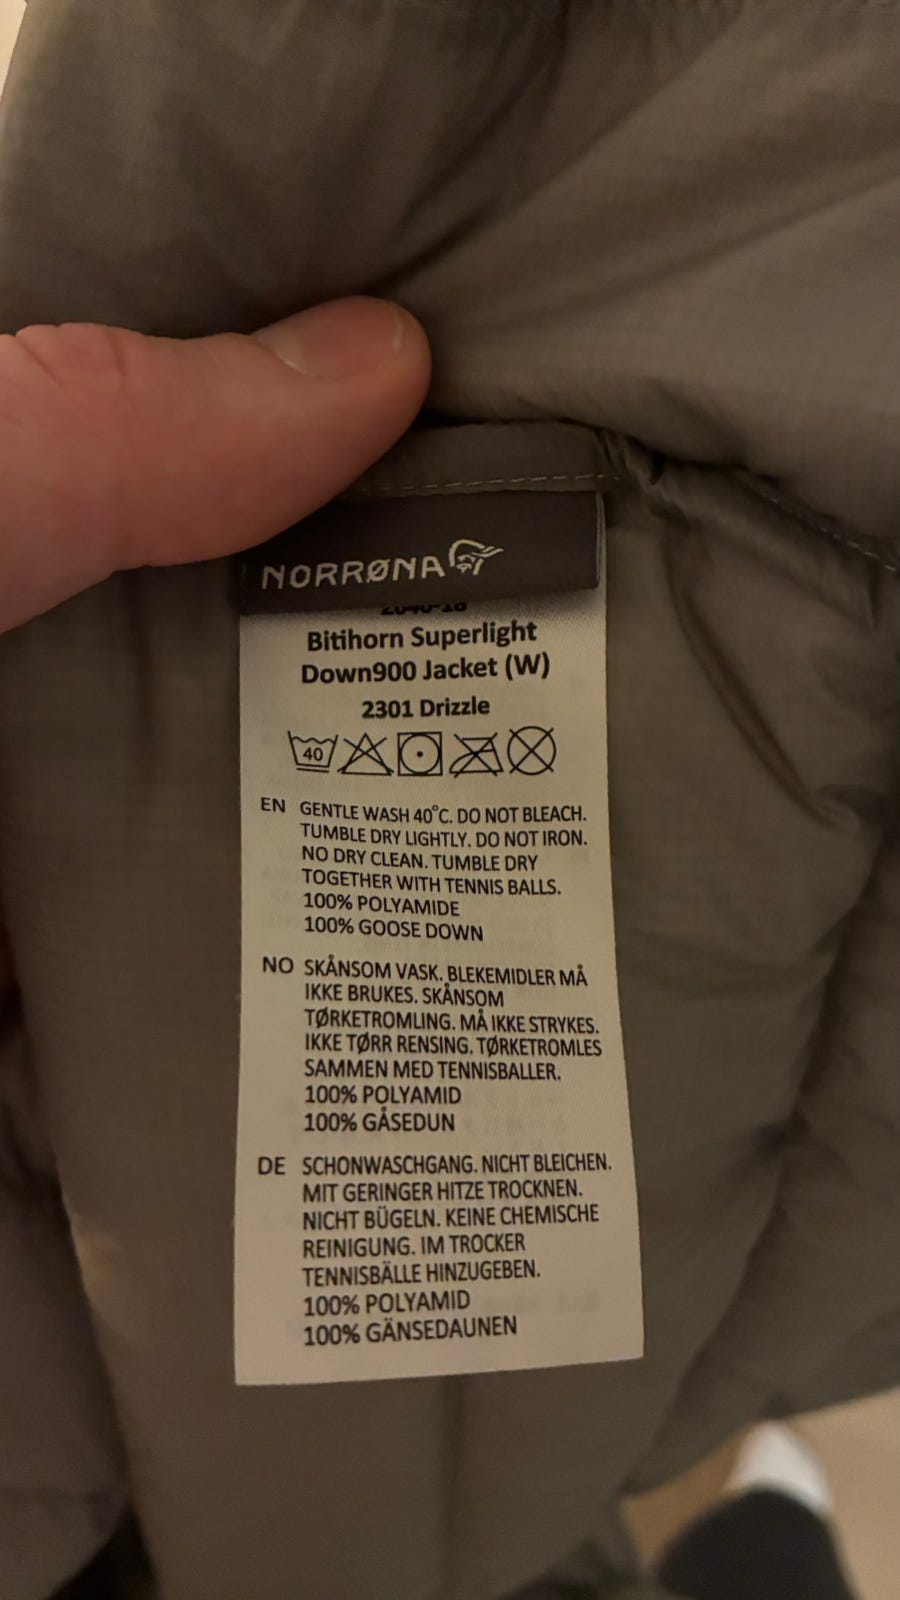 NORRØNA
Bitihorn Superlight
Down900 Jacket (W)
2301 Drizzle
40
EN GENTLE WASH 40°C. DO NOT BLEACH.
TUMBLE DRY LIGHTLY. DO NOT IRON.
NO DRY CLEAN. TUMBLE DRY
TOGETHER WITH TENNIS BALLS.
100% POLYAMIDE
100% GOOSE DOWN
NO SKÅNSOM VASK. BLEKEMIDLER MÅ
IKKE BRUKES. SKÅNSOM
TØRKETROMLING. MÅ IKKE STRYKES.
IKKE TØRR RENSING. TØRKETROMLES
SAMMEN MED TENNISBALLER.
100% POLYAMID
100% GÅSEDUN
DE SCHONWASCHGANG. NICHT BLEICHEN.
MIT GERINGER HITZE TROCKNEN.
NICHT BÜGELN. KEINE CHEMISCHE
REINIGUNG. IM TROCKER
TENNISBÄLLE HINZUGEBEN.
100% POLYAMID
100% GÄNSEDAUNEN